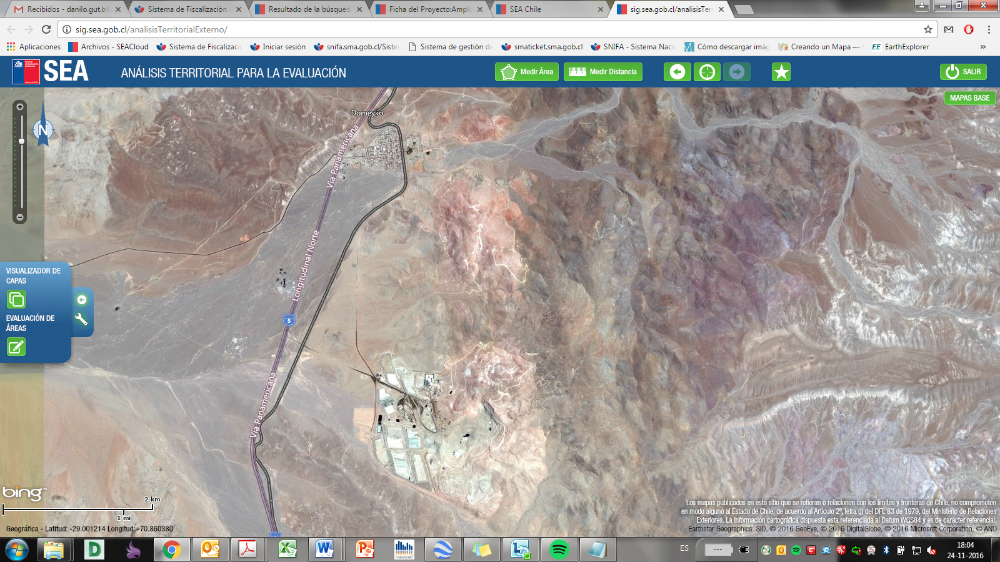 Recibidos - danilo.gut.b@
Sistema de Fiscalización
Resultado de la búsqued
Ficha del Proyecto:Ampli
SEA Chile
sig.sea.gob.cl/analisisTerr
sig.sea.gob.cl/analisisTerritorialExterno/
Aplicaciones
Archivos - SEACloud
Sistema de Fiscalizaci
Iniciar sesión
snifa.sma.gob.cl/Siste
Sistema de gestión de
smaticket.sma.gob.cl
SNIFA - Sistema Nacio
Cómo descargar imág
Creando un Mapa —
EE EarthExplorer
»
SEA
ANÁLISIS TERRITORIAL PARA LA EVALUACIÓN
Medir Área
Medir Distancia
SALIR
MAPAS BASE
N
Domeyko
Vía Panamericana
Longitudinal Norte
5
Vía Panamericana
VISUALIZADOR DE
CAPAS
EVALUACIÓN DE
ÁREAS
bing
2 km
1 mi
Geográfica - Latitud: -29.001214 Longitud: -70.860380
Los mapas publicados en este sitio que se refieran o relacionen con los límites y fronteras de Chile, no comprometen
en modo alguno al Estado de Chile, de acuerdo al Artículo 2°, letra g) del DFL 83 de 1979, del Ministerio de Relaciones
Exteriores. La Información cartográfica dispuesta esta referenciada al Datum WGS84 y es de carácter referencial.
Earthstar Geographics SIO, © 2016 GeoEye, © 2016 DigitalGlobe, © 2016 Microsoft Corporation, © AND
ES
---
18:04
24-11-2016